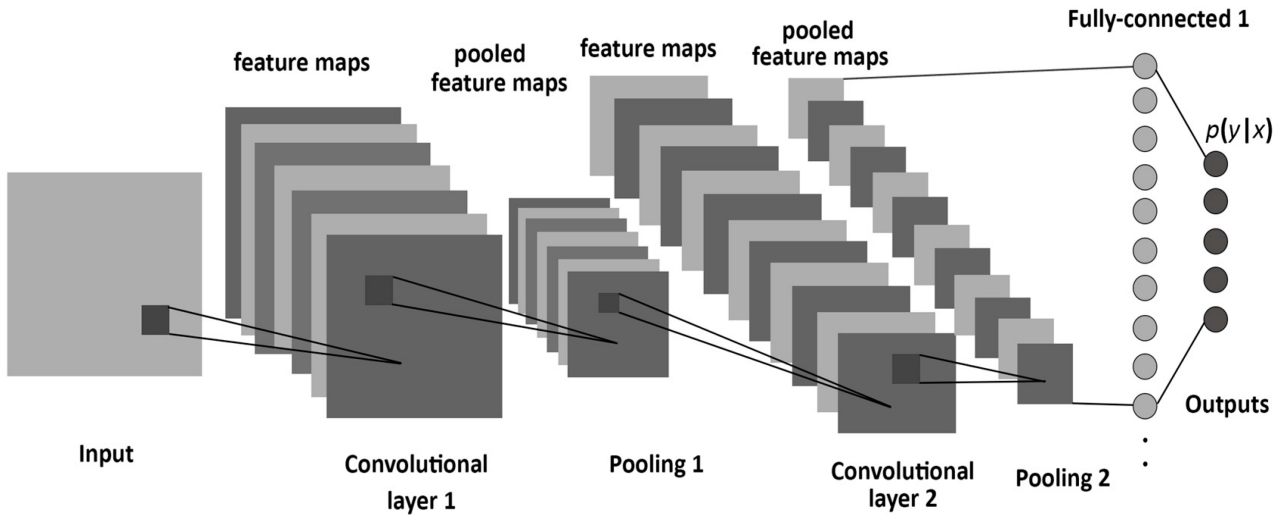 Fully-connected 1
feature maps
pooled
feature maps
feature maps
pooled
feature maps
p(y|x)
Input
Convolutional
layer 1
Pooling 1
Convolutional
layer 2
Pooling 2
Outputs